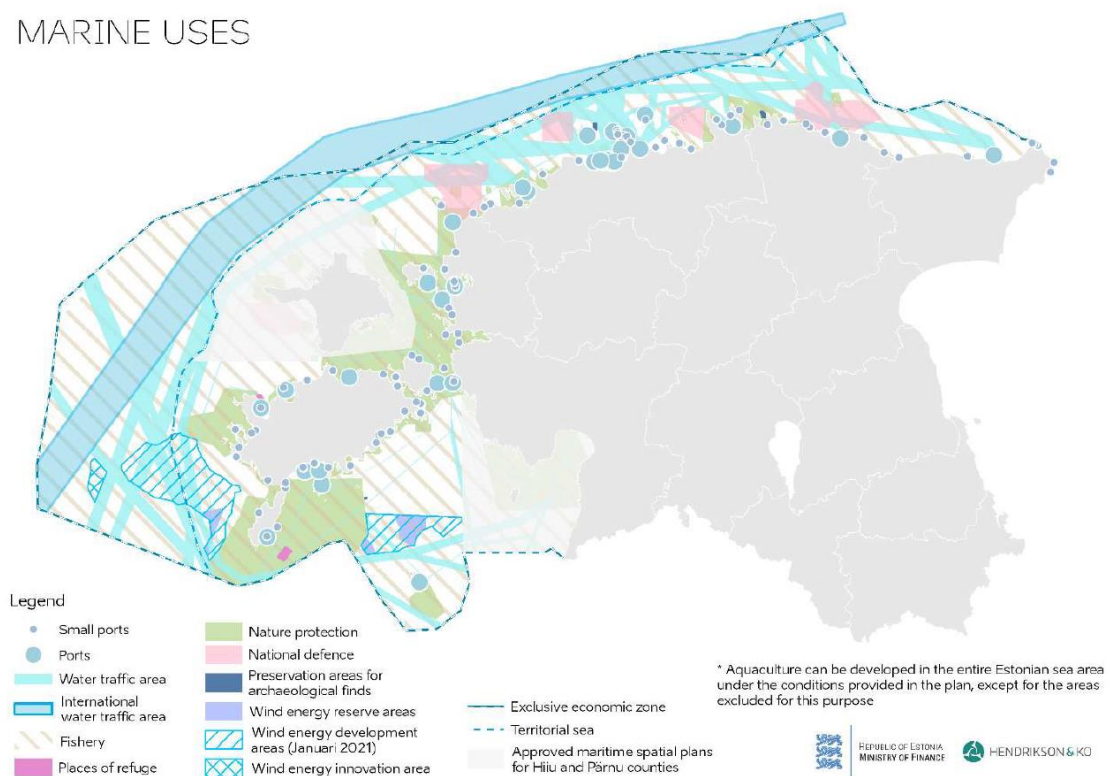 MARINE USES
Legend
Small ports
Ports
Water traffic area
International
water traffic area
Fishery
Places of refuge
Nature protection
National defence
Preservation areas for
archaeological finds
Wind energy reserve areas
Wind energy development
areas (Januari 2021)
Wind energy innovation area
Exclusive economic zone
Territorial sea
Approved maritime spatial plans
for Hiiu and Pärnu counties
* Aquaculture can be developed in the entire Estonian sea area
under the conditions provided in the plan, except for the areas
excluded for this purpose
REPUBLIC OF ESTONIA
MINISTRY OF FINANCE
HENDRIKSON & KO